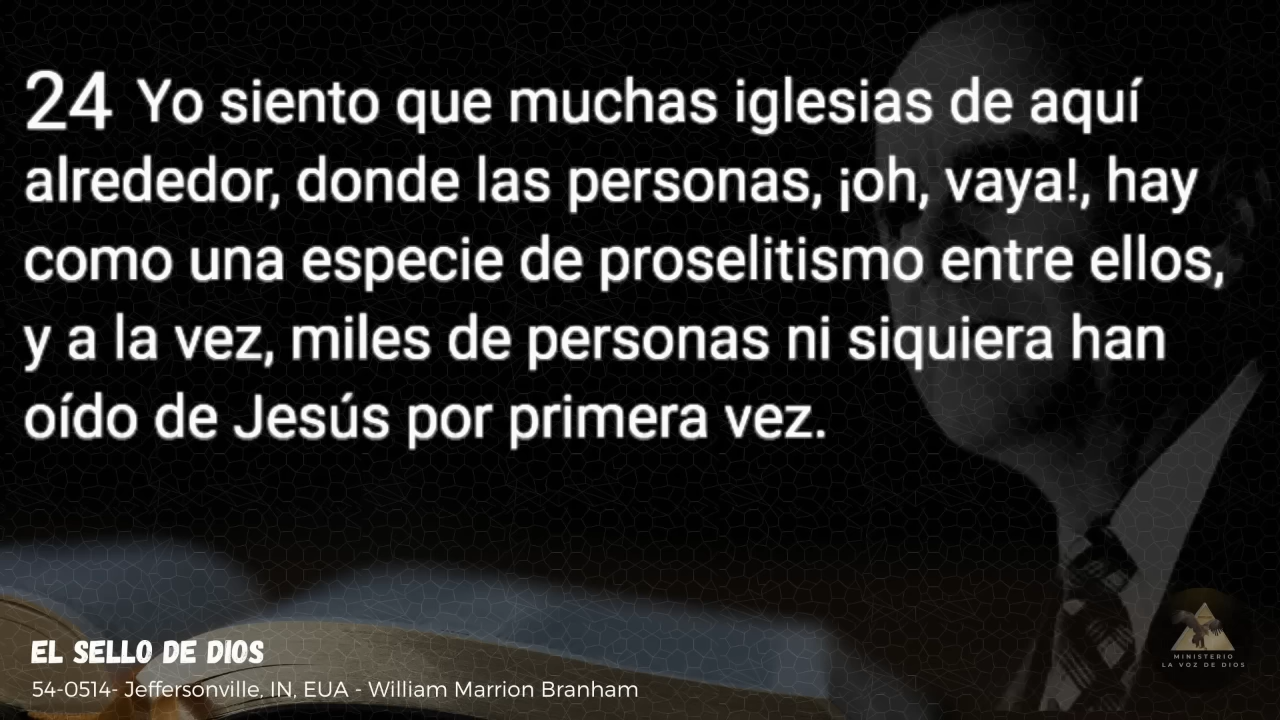 24 Yo siento que muchas iglesias de aquí
alrededor, donde las personas, ¡oh, vaya!, hay
como una especie de proselitismo entre ellos,
y a la vez, miles de personas ni siquiera han
oído de Jesús por primera vez.
EL SELLO DE DIOS
54-0514- Jeffersonville, IN, EUA - William Marrion Branham
MINISTERIO
LA VOZ DE DIOS